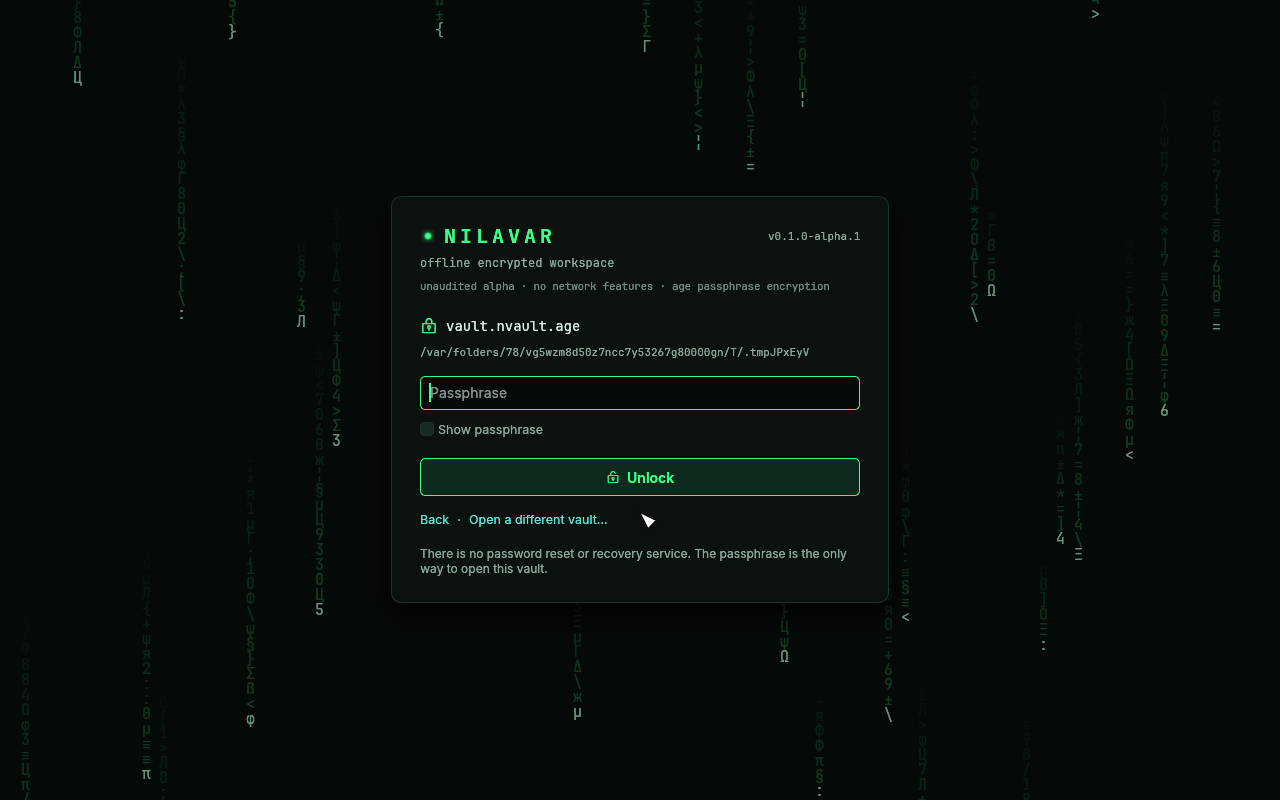 NILAVAR
v0.1.0-alpha.1
offline encrypted workspace
unaudited alpha · no network features · age passphrase encryption
vault.nvault.age
/var/folders/78/vg5wzm8d50z7ncc7y53267g80000gn/T/.tmpJPxEyV
Passphrase
Show passphrase
Unlock
Back · Open a different vault...
There is no password reset or recovery service. The passphrase is the only
way to open this vault.